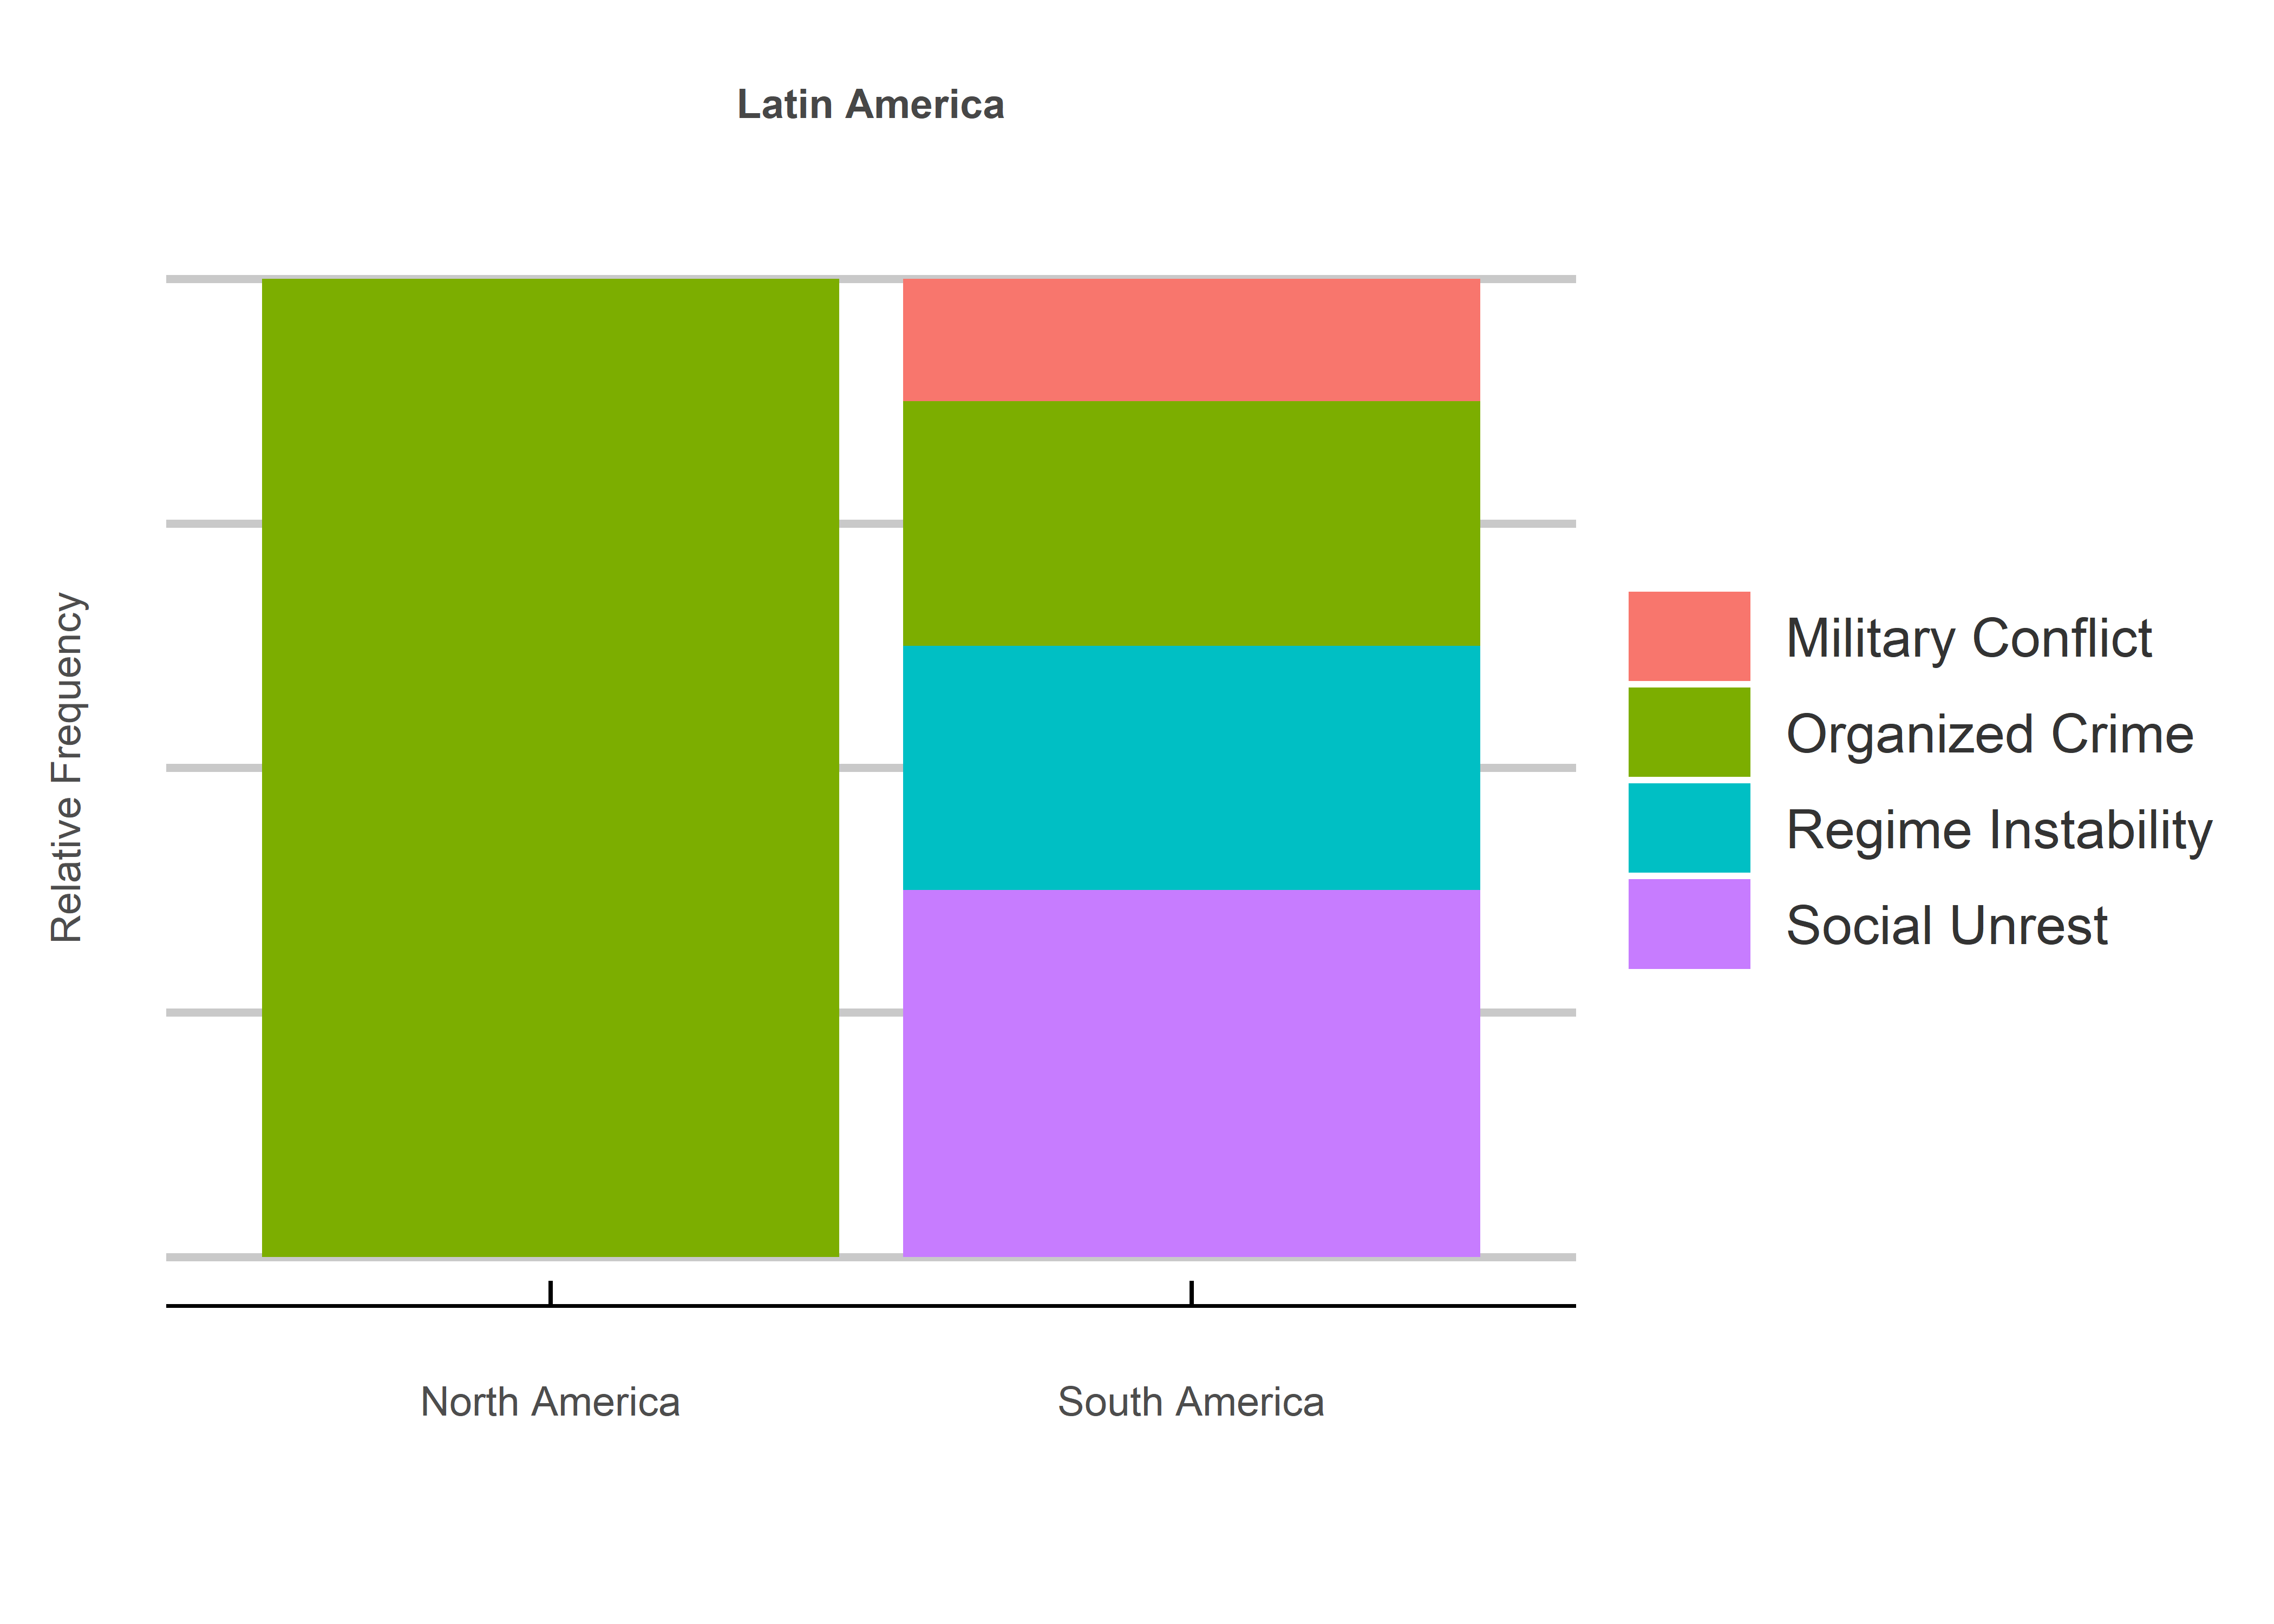 Latin America
Relative Frequency
Military Conflict
Organized Crime
Regime Instability
Social Unrest
North America
South America